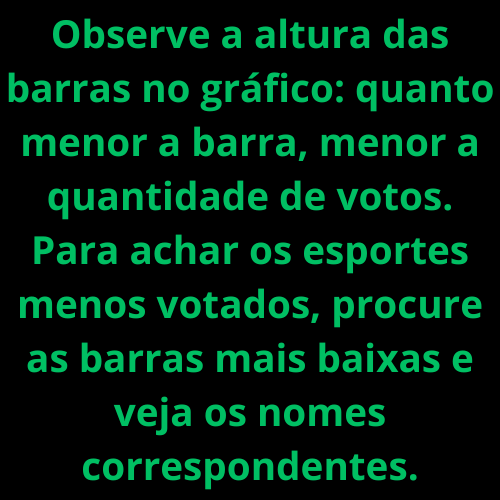 Observe a altura das
barras no gráfico: quanto
menor a barra, menor a
quantidade de votos.
Para achar os esportes
menos votados, procure
as barras mais baixas e
veja os nomes
correspondentes.